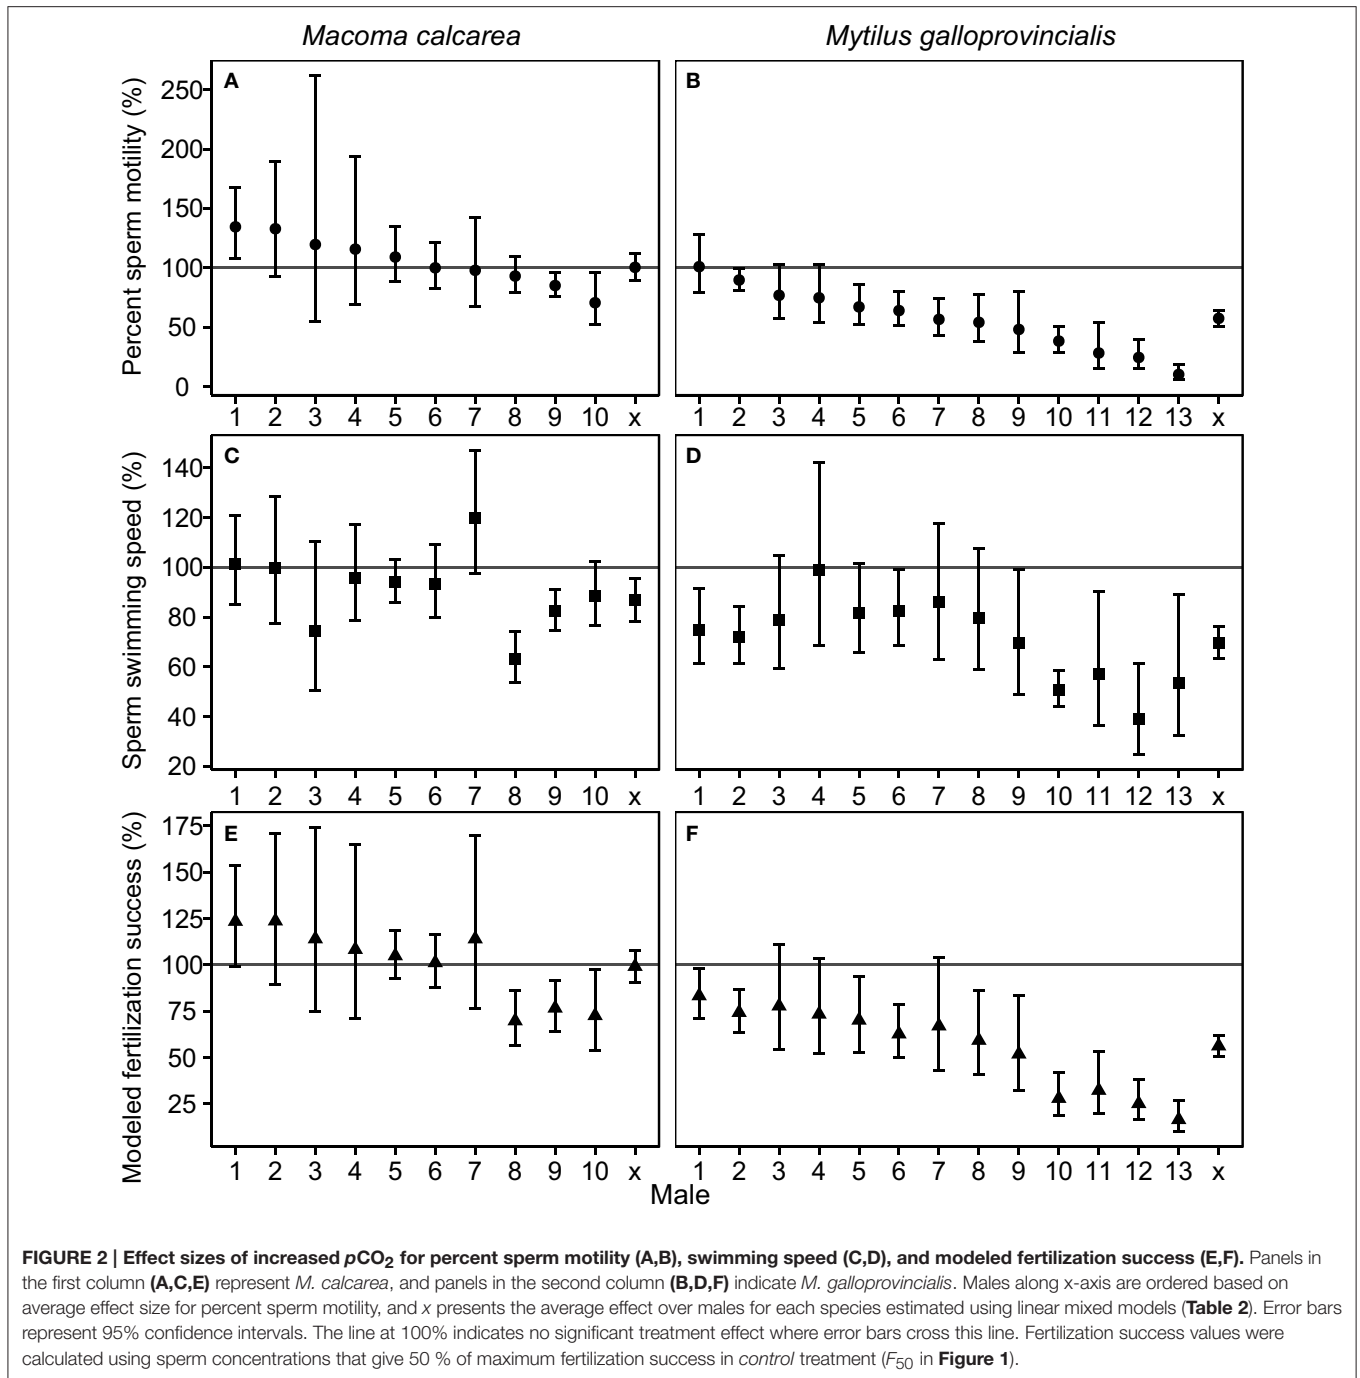 Macoma calcarea
Mytilus galloprovincialis
Percent sperm motility (%)
A
250
200
150
100
50
0
1 2 3 4 5 6 7 8 9 10 x
B
1 2 3 4 5 6 7 8 9 10 11 12 13 x
Sperm swimming speed (%)
C
140
120
100
80
60
40
20
1 2 3 4 5 6 7 8 9 10 x
D
1 2 3 4 5 6 7 8 9 10 11 12 13 x
Modeled fertilization success (%)
E
175
150
125
100
75
50
25
1 2 3 4 5 6 7 8 9 10 x
F
1 2 3 4 5 6 7 8 9 10 11 12 13 x
Male
FIGURE 2 | Effect sizes of increased pCO2 for percent sperm motility (A,B), swimming speed (C,D), and modeled fertilization success (E,F). Panels in
the first column (A,C,E) represent M. calcarea, and panels in the second column (B,D,F) indicate M. galloprovincialis. Males along x-axis are ordered based on
average effect size for percent sperm motility, and x presents the average effect over males for each species estimated using linear mixed models (Table 2). Error bars
represent 95% confidence intervals. The line at 100% indicates no significant treatment effect where error bars cross this line. Fertilization success values were
calculated using sperm concentrations that give 50 % of maximum fertilization success in control treatment (F50 in Figure 1).